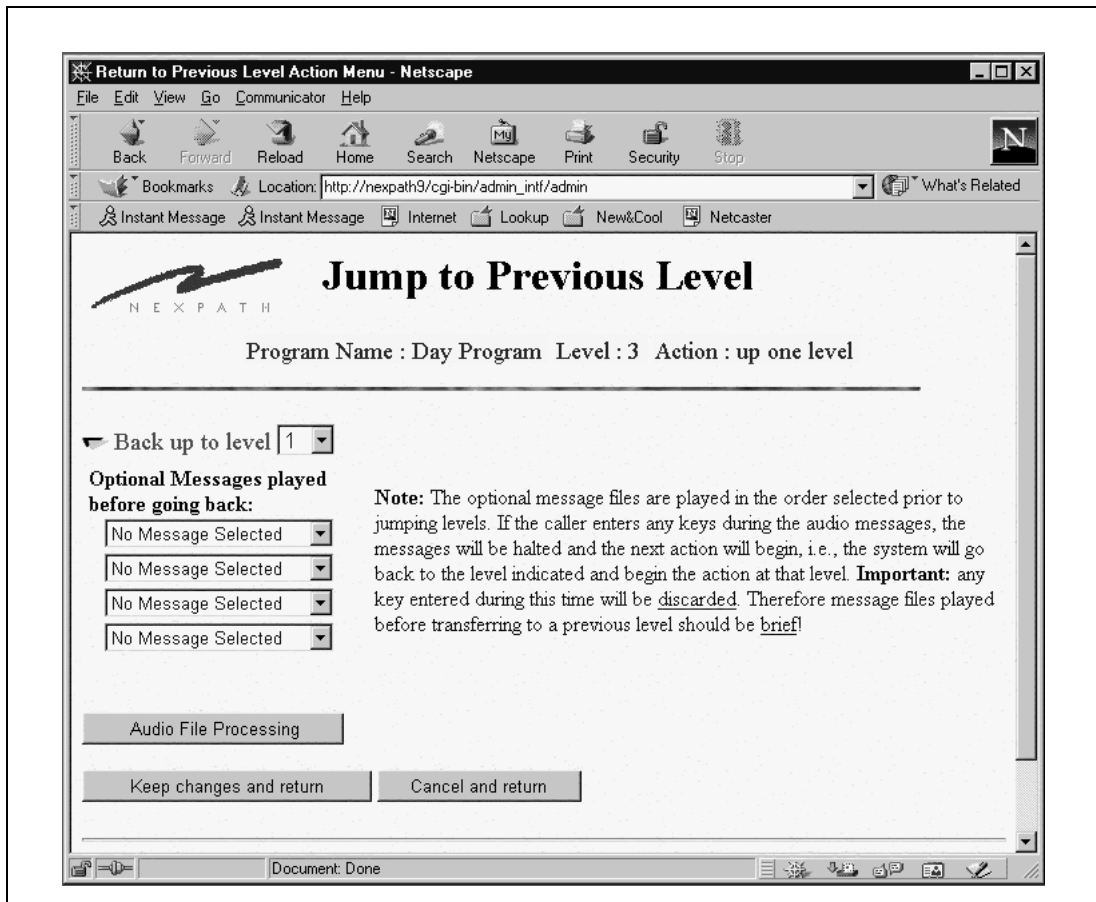 Return to Previous Level Action Menu - Netscape
File Edit View Go Communicator Help
My
Back Forward Reload Home Search Netscape Print Security Stop
N
Bookmarks Location: http://nexpath9/cgi-bin/admin_intf/admin What's Related
Instant Message Instant Message Internet Lookup New&Cool Netcaster
NEXPATH
Jump to Previous Level
Program Name : Day Program Level : 3 Action : up one level
Back up to level 1
Optional Messages played
before going back:
No Message Selected
No Message Selected
No Message Selected
No Message Selected
Note: The optional message files are played in the order selected prior to
jumping levels. If the caller enters any keys during the audio messages, the
messages will be halted and the next action will begin, i.e., the system will go
back to the level indicated and begin the action at that level. Important: any
key entered during this time will be discarded. Therefore message files played
before transferring to a previous level should be brief!
Audio File Processing
Keep changes and return Cancel and return
Document: Done